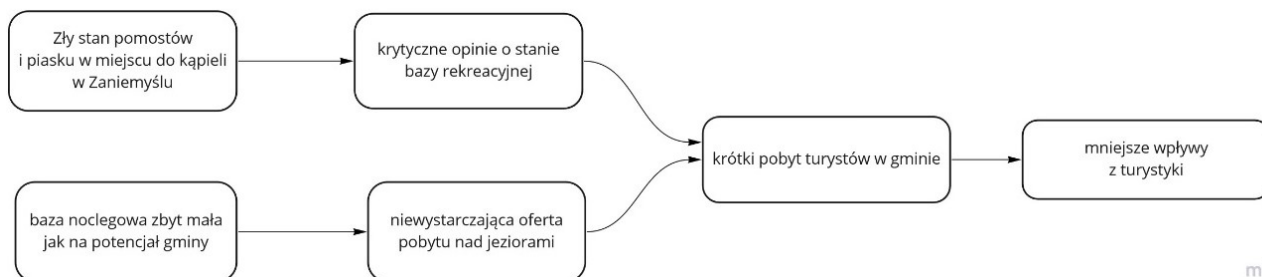 Zły stan pomostów
i piasku w miejscu do kąpieli
w Zaniemyślu
krytyczne opinie o stanie
bazy rekreacyjnej
baza noclegowa zbyt mała
jak na potencjał gminy
niewystarczająca oferta
pobytu nad jeziorami
krótki pobyt turystów w gminie
mniejsze wpływy
z turystyki
m